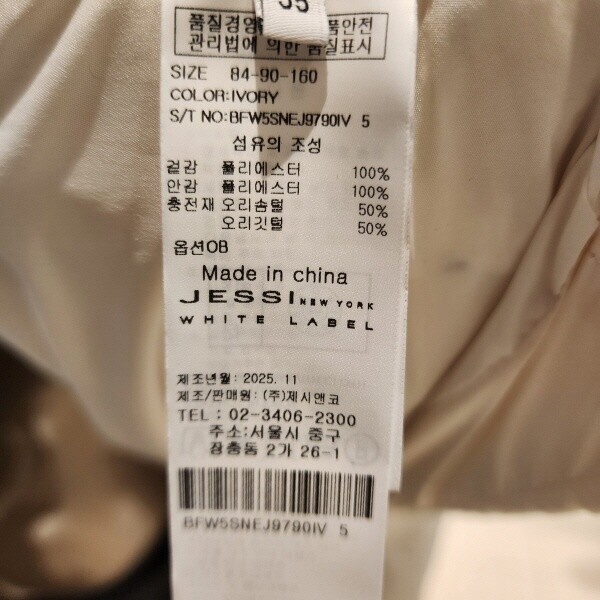 55
품질경영 품안전
관리법에 의한 품질표시
SIZE 84-90-160
COLOR:IVORY
S/T NO:BFW5SNEJ9790IV 5
섬유의 조성
겉감 폴리에스터 100%
안감 폴리에스터 100%
충전재 오리솜털 50%
오리깃털 50%
옵션OB
Made in china
JESSI NEW YORK
WHITE LABEL
제조년월: 2025. 11
제조/판매원: (주)제시앤코
TEL : 02-3406-2300
주소:서울시 중구
장충동 2가 26-1
BFW5SNEJ9790IV 5